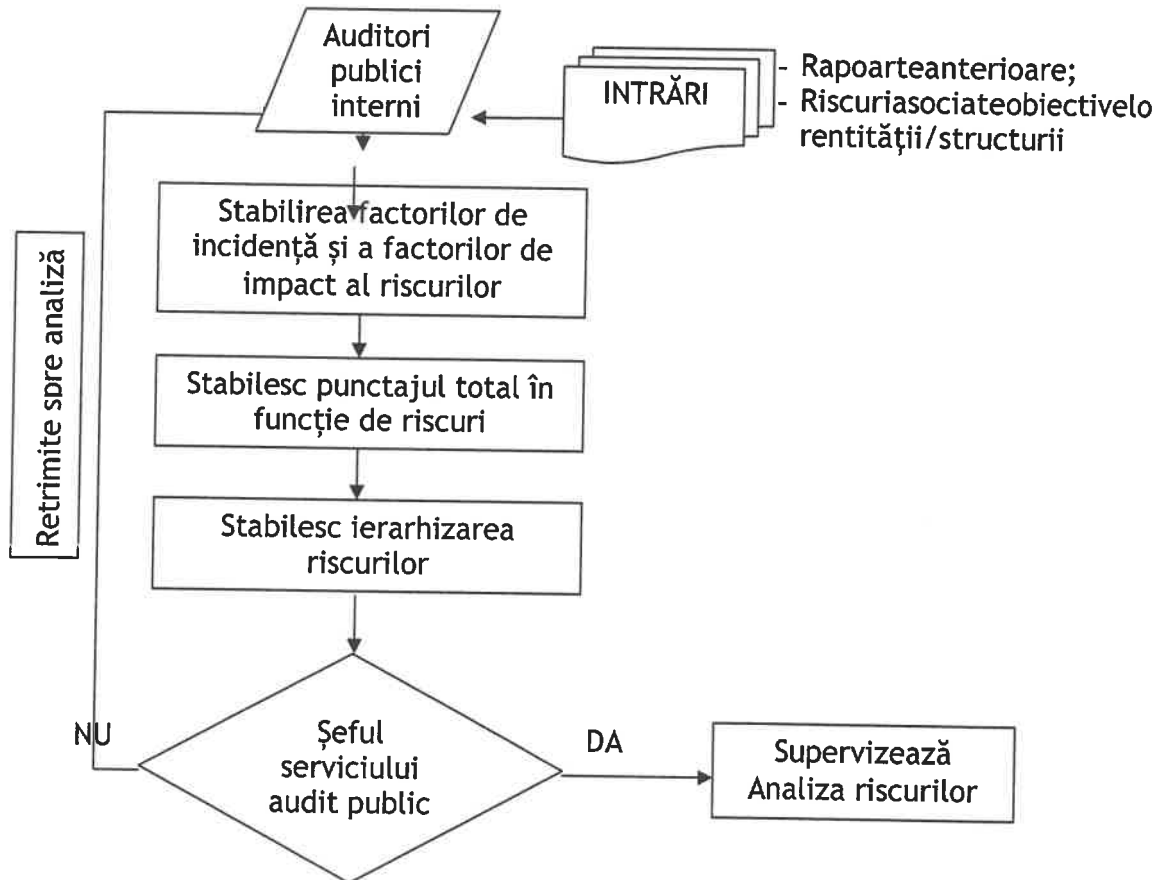 Auditori
publici
interni
INTRĂRI
- Rapoarteanterioare;
- Riscuriasociateobiectivelo
rentității/structurii
Stabilirea factorilor de
incidență și a factorilor de
impact al riscurilor
Retrimite spre analiză
Stabilesc punctajul total în
funcție de riscuri
Stabilesc ierarhizarea
riscurilor
NU
Șeful
serviciului
audit public
DA
Supervizează
Analiza riscurilor